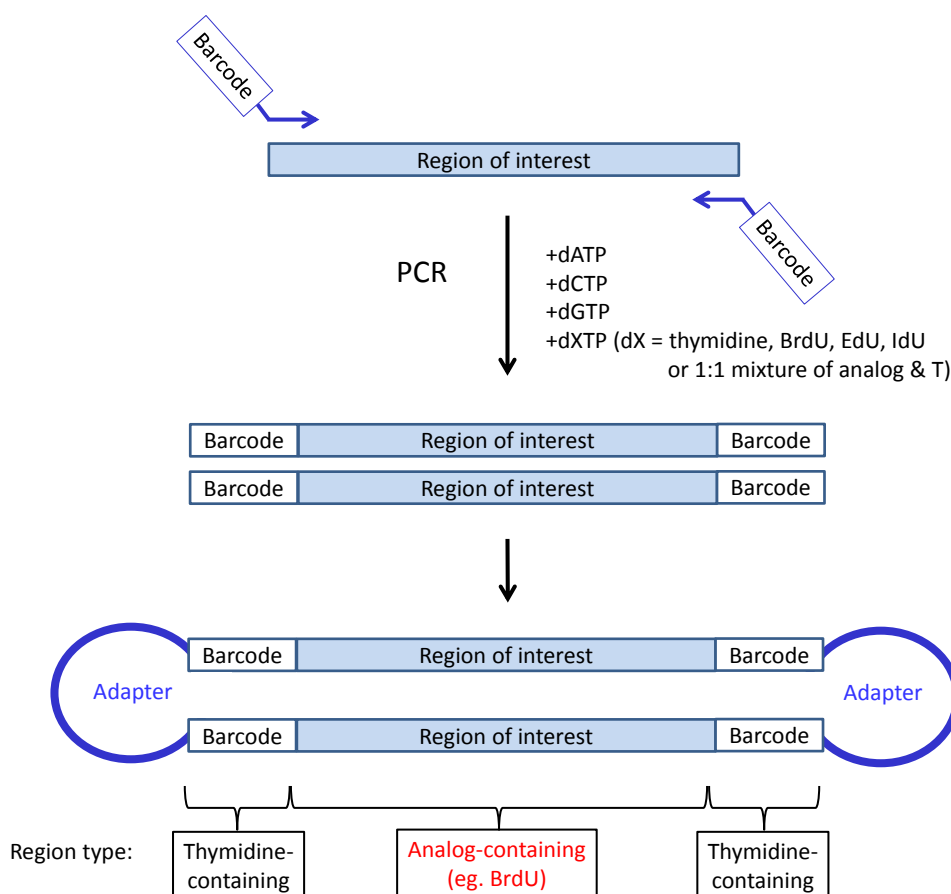 Barcode
Region of interest
Barcode
PCR
+dATP
+dCTP
+dGTP
+dXTP (dX = thymidine, BrdU, EdU, IdU
or 1:1 mixture of analog & T)
Barcode Region of interest Barcode
Barcode Region of interest Barcode
Barcode Region of interest Barcode
Adapter Adapter
Barcode Region of interest Barcode
Region type: Thymidine-containing Analog-containing (eg. BrdU) Thymidine-containing